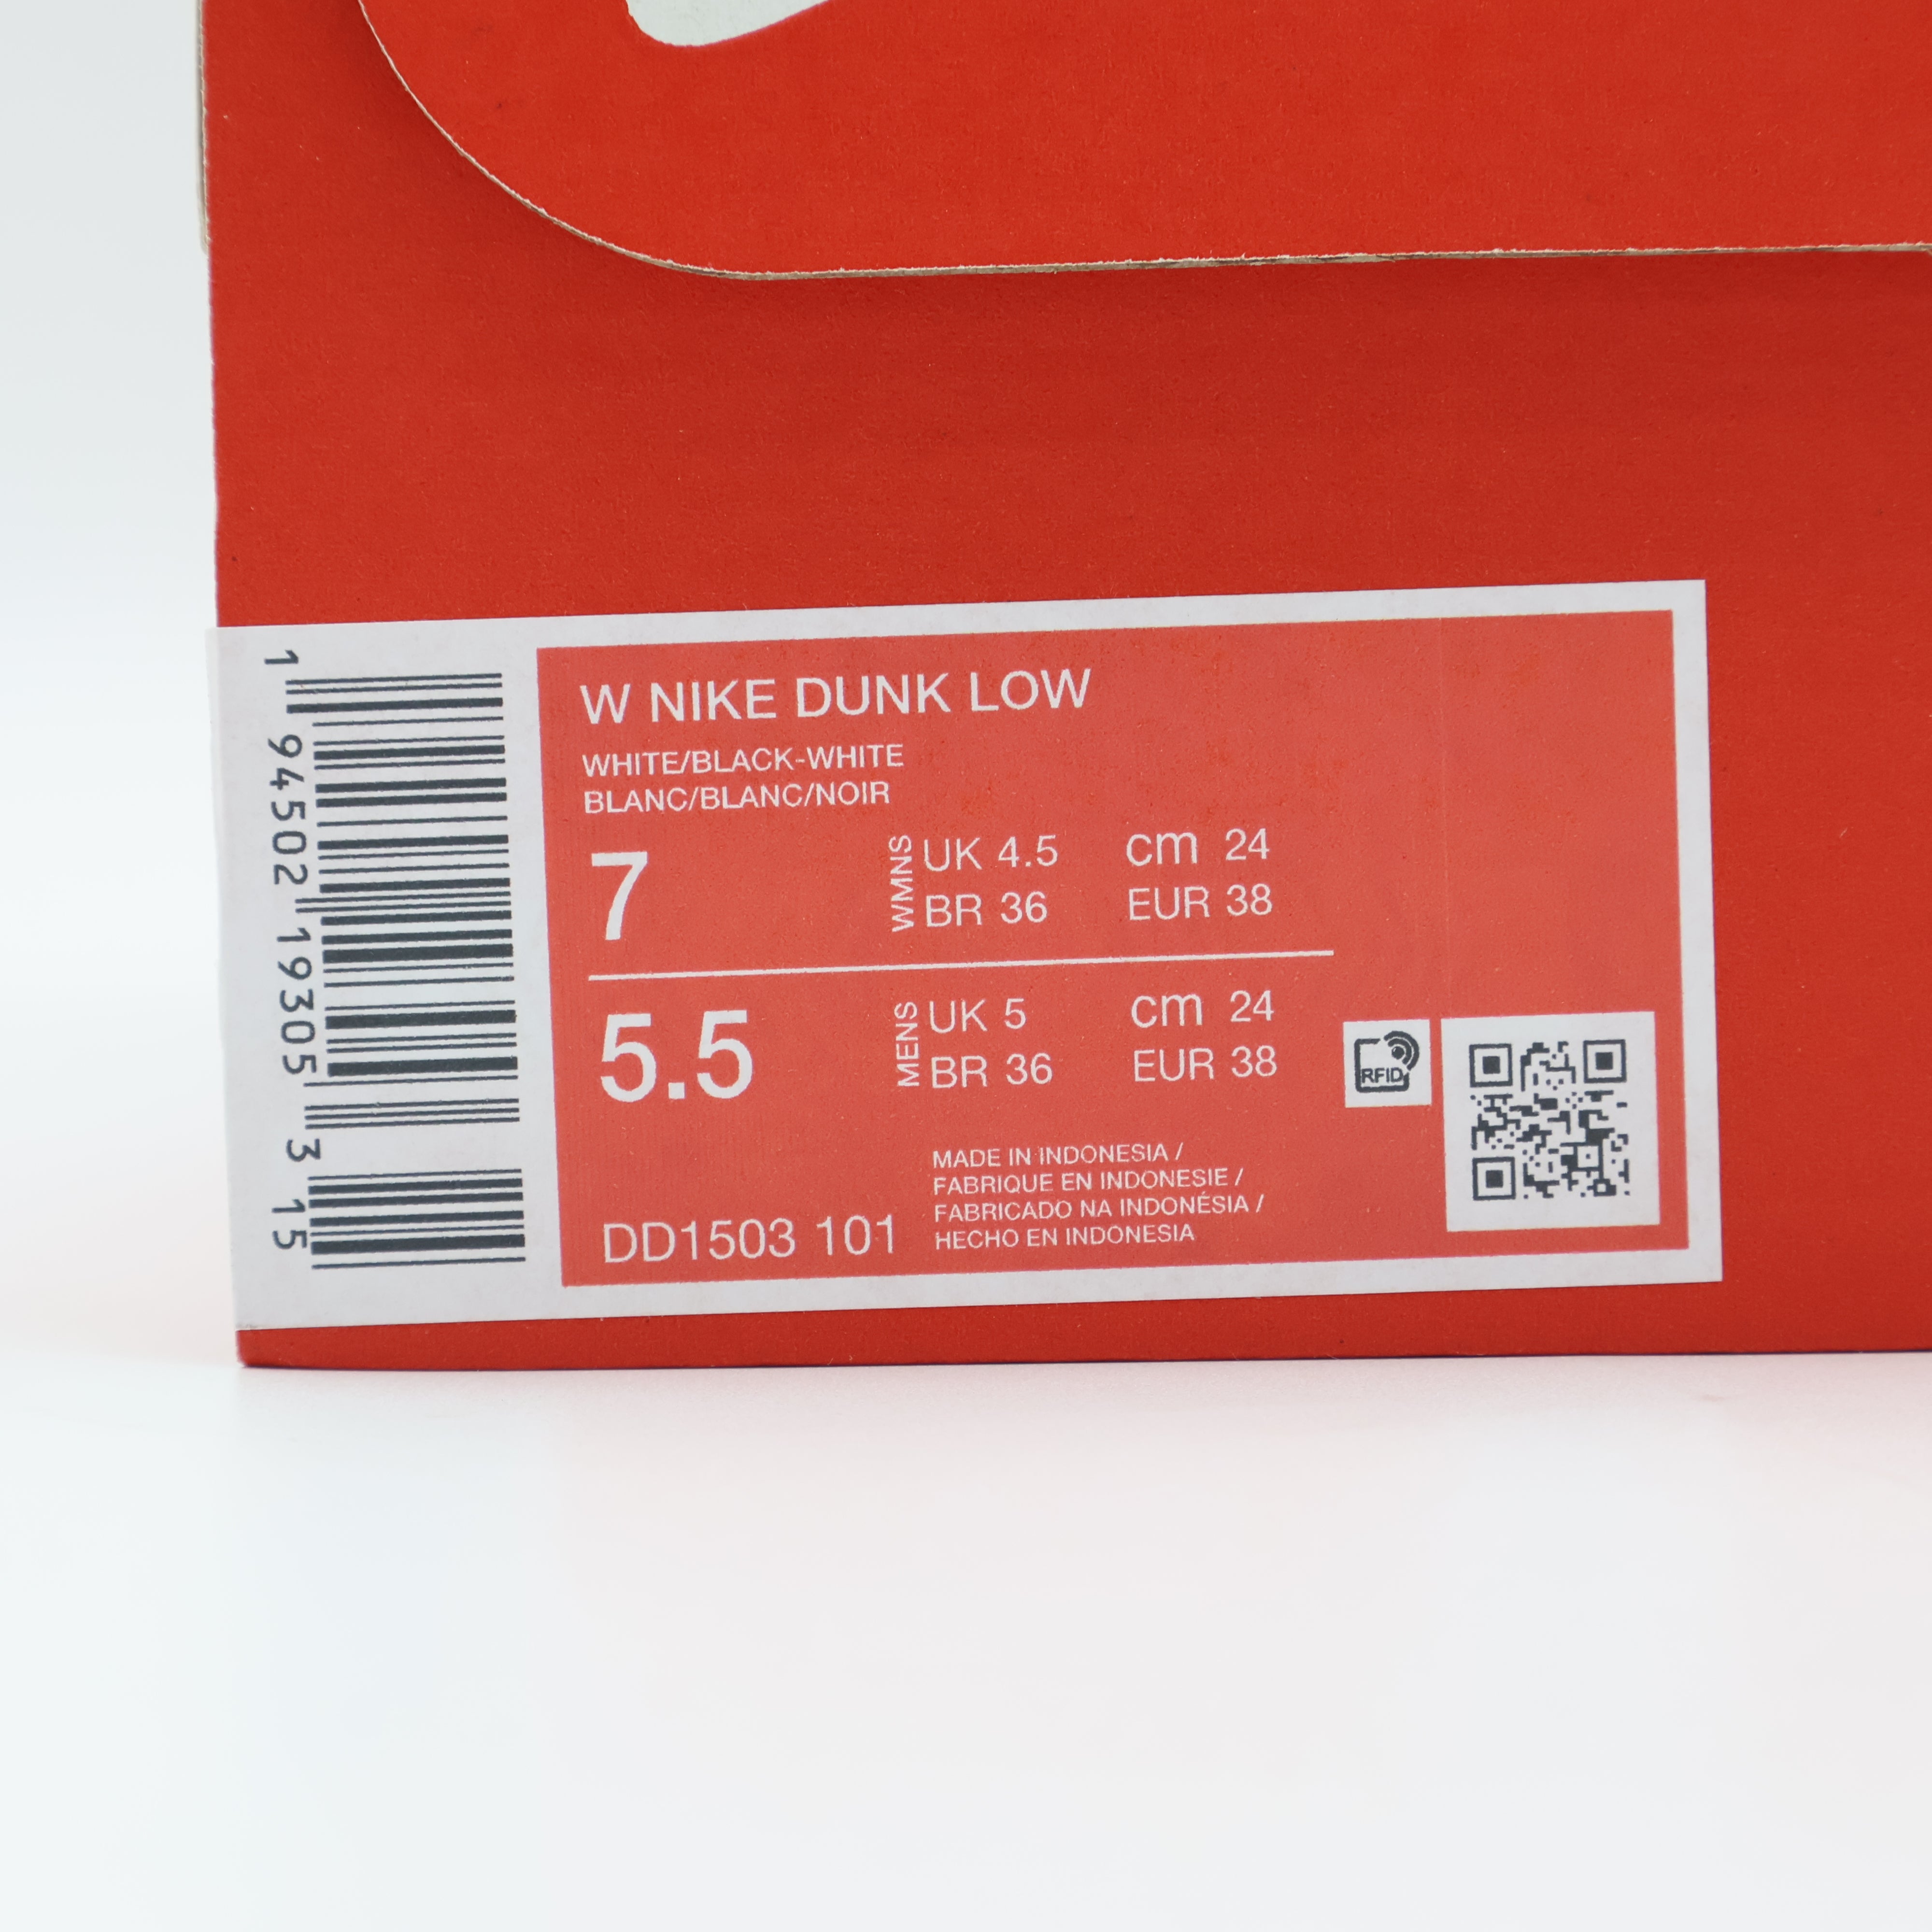 W NIKE DUNK LOW
WHITE/BLACK-WHITE
BLANC/BLANC/NOIR
7 WMNS UK 4.5 cm 24
BR 36 EUR 38
5.5 MENS UK 5 cm 24
BR 36 EUR 38
RFID
MADE IN INDONESIA /
FABRIQUE EN INDONESIE /
FABRICADO NA INDONÉSIA /
HECHO EN INDONESIA
DD1503 101
1 94502 19305 3 15